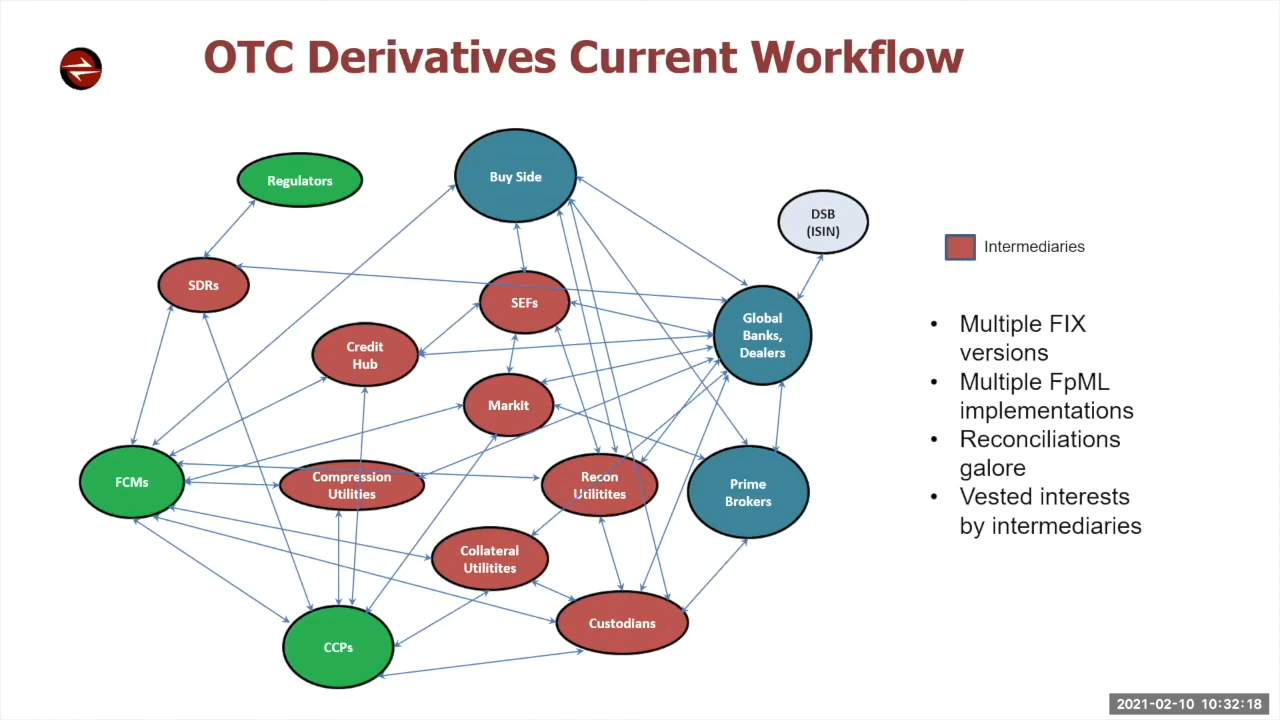 OTC Derivatives Current Workflow
Regulators
Buy Side
DSB
(ISIN)
Intermediaries
SDRs
SEFs
Global
Banks,
Dealers
Credit
Hub
Markit
FCMs
Compression
Utilities
Recon
Utilitites
Prime
Brokers
Collateral
Utilitites
Custodians
CCPs
• Multiple FIX
versions
• Multiple FpML
implementations
• Reconciliations
galore
• Vested interests
by intermediaries
2021-02-10 10:32:18